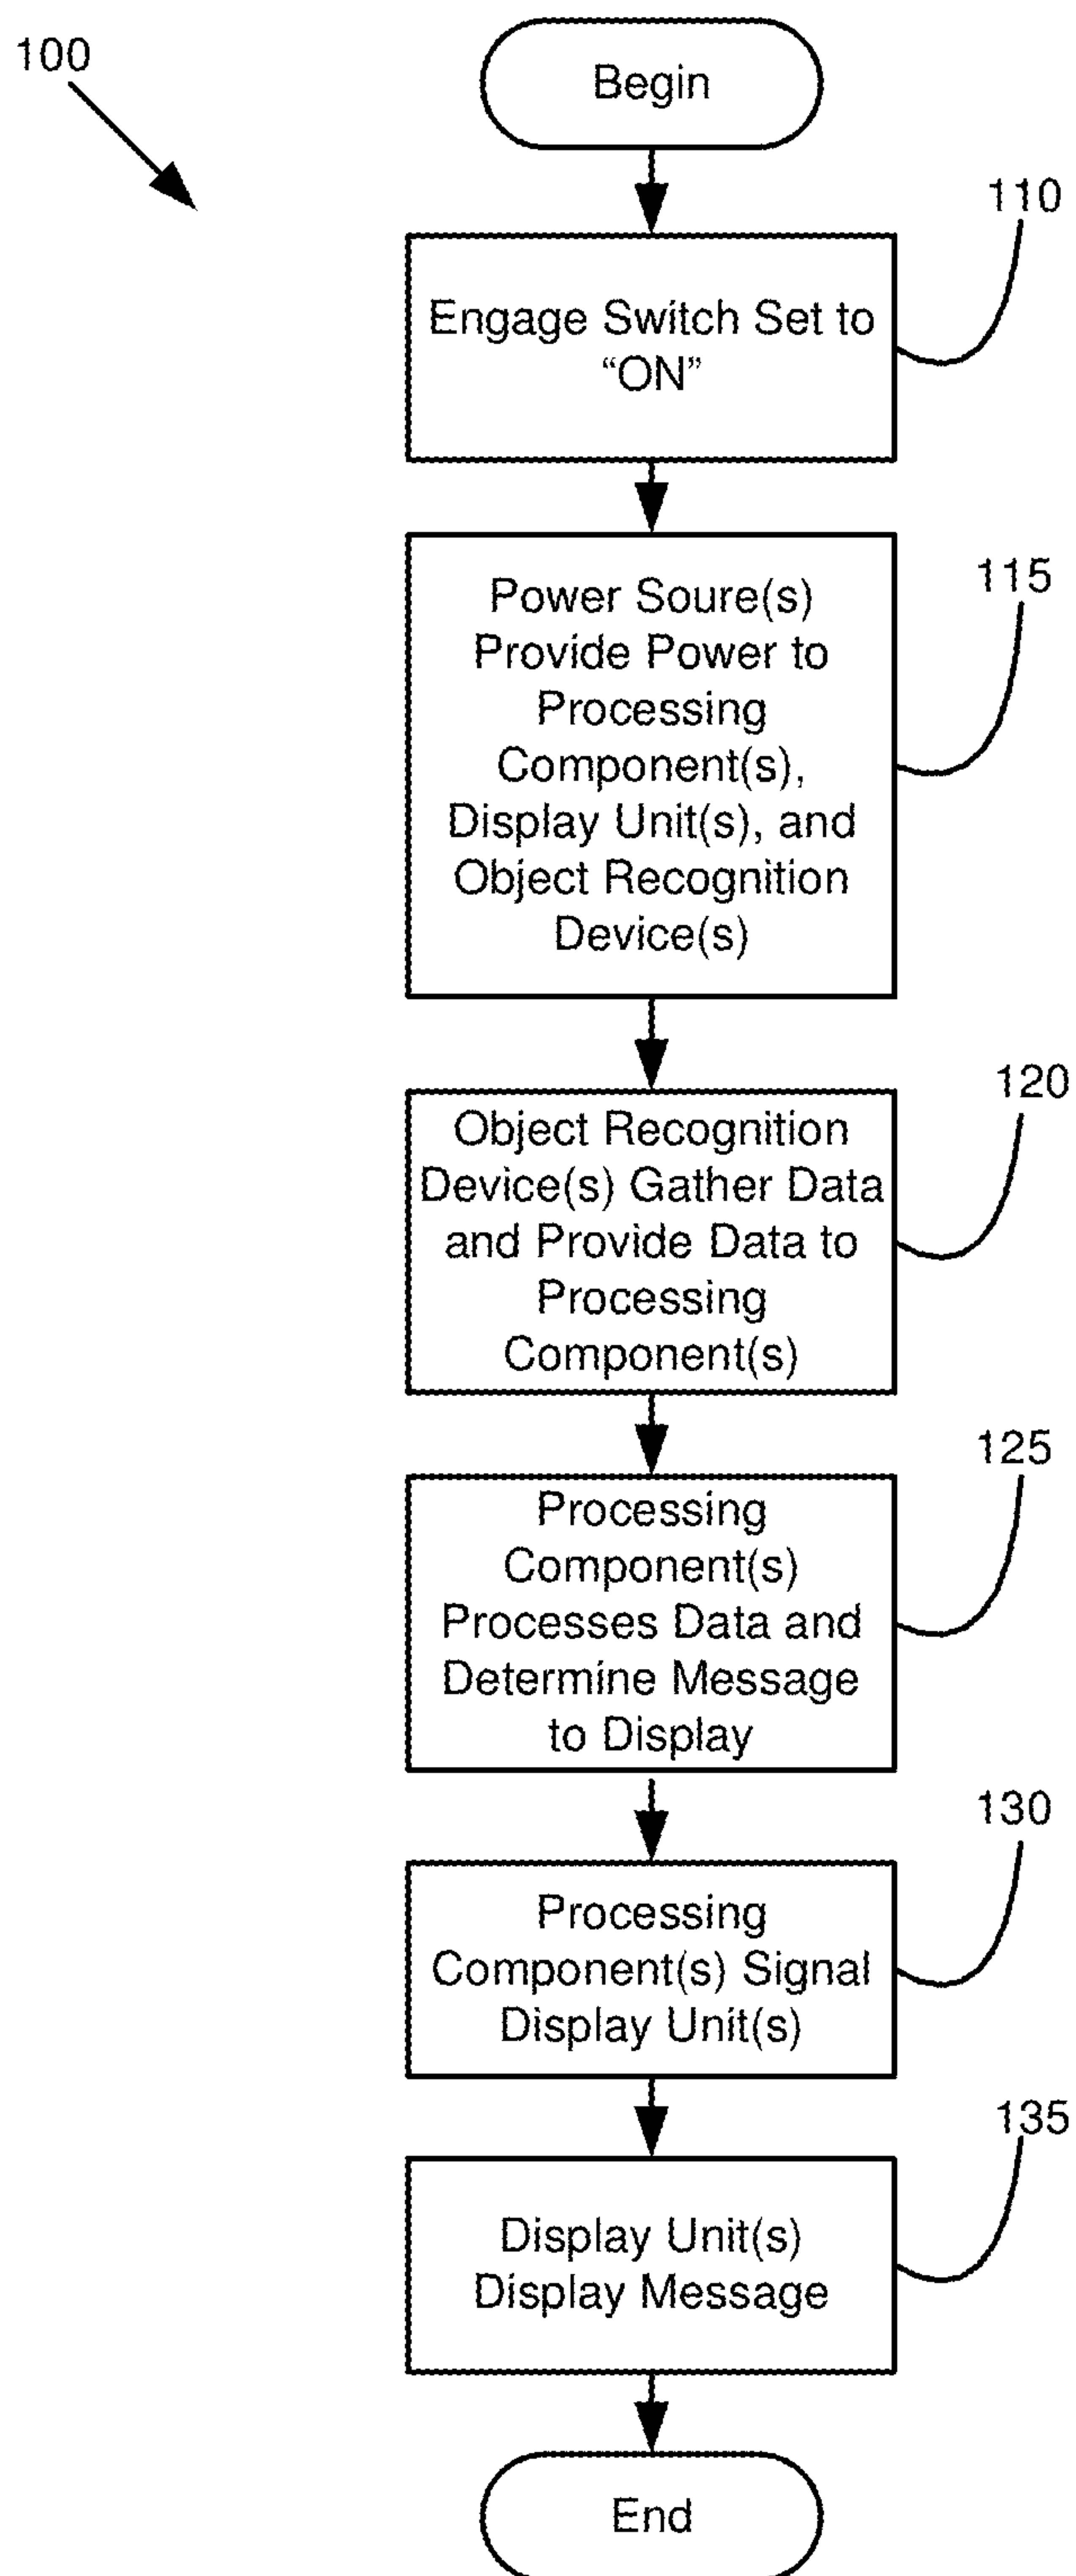 100
Begin
110
Engage Switch Set to
“ON”
115
Power Soure(s)
Provide Power to
Processing
Component(s),
Display Unit(s), and
Object Recognition
Device(s)
120
Object Recognition
Device(s) Gather Data
and Provide Data to
Processing
Component(s)
125
Processing
Component(s)
Processes Data and
Determine Message
to Display
130
Processing
Component(s) Signal
Display Unit(s)
135
Display Unit(s)
Display Message
End